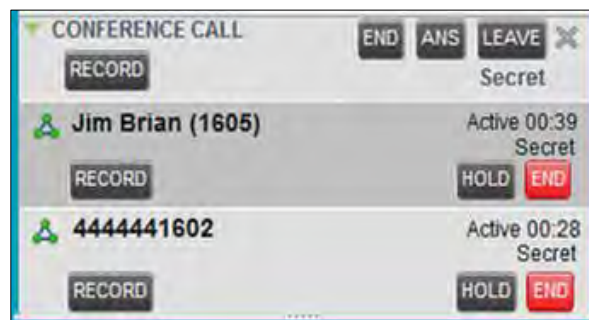 CONFERENCE CALL END ANS LEAVE
RECORD Secret
Jim Brian (1605) Active 00:39
Secret
RECORD HOLD END
4444441602 Active 00:28
Secret
RECORD HOLD END